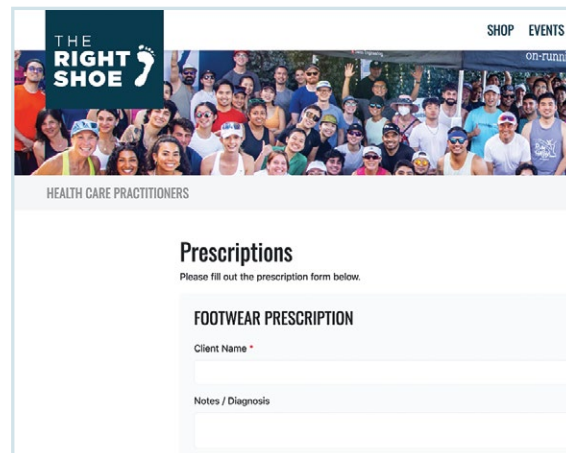 THE
RIGHT
SHOE
SHOP EVENTS
on-runn
HEALTH CARE PRACTITIONERS
Prescriptions
Please fill out the prescription form below.
FOOTWEAR PRESCRIPTION
Client Name *
Notes / Diagnosis